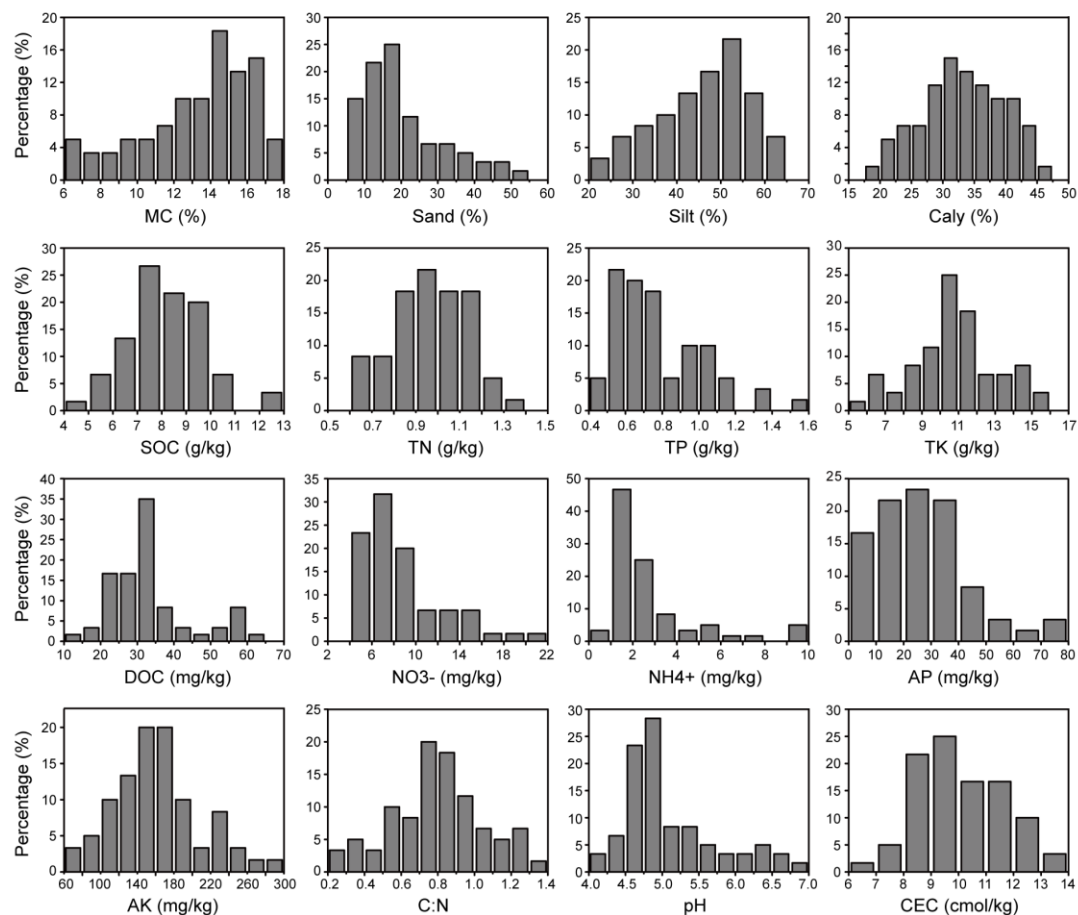 Percentage (%)
20
16
12
8
4
0
6 8 10 12 14 16 18
MC (%)
30
25
20
15
10
5
0
0 10 20 30 40 50 60
Sand (%)
25
20
15
10
5
0
20 30 40 50 60 70
Silt (%)
20
16
12
8
4
0
15 20 25 30 35 40 45 50
Caly (%)
Percentage (%)
30
25
20
15
10
5
0
4 5 6 7 8 9 10 11 12 13
SOC (g/kg)
25
20
15
10
5
0
0.5 0.7 0.9 1.1 1.3 1.5
TN (g/kg)
25
20
15
10
5
0
0.4 0.6 0.8 1.0 1.2 1.4 1.6
TP (g/kg)
30
25
20
15
10
5
0
5 7 9 11 13 15 17
TK (g/kg)
Percentage (%)
40
35
30
25
20
15
10
5
0
10 20 30 40 50 60 70
DOC (mg/kg)
35
30
25
20
15
10
5
0
2 6 10 14 18 22
NO3- (mg/kg)
50
40
30
20
10
0
0 2 4 6 8 10
NH4+ (mg/kg)
25
20
15
10
5
0
0 10 20 30 40 50 60 70 80
AP (mg/kg)
Percentage (%)
20
15
10
5
0
60 100 140 180 220 260 300
AK (mg/kg)
25
20
15
10
5
0
0.2 0.4 0.6 0.8 1.0 1.2 1.4
C:N
30
25
20
15
10
5
0
4.0 4.5 5.0 5.5 6.0 6.5 7.0
pH
30
25
20
15
10
5
0
6 7 8 9 10 11 12 13 14
CEC (cmol/kg)